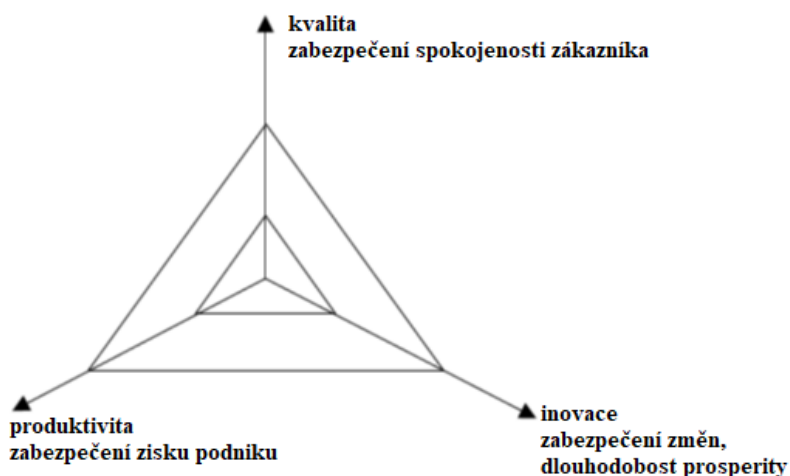 kvalita
zabezpečení spokojenosti zákazníka
produktivita
zabezpečení zisku podniku
inovace
zabezpečení změn,
dlouhodobost prosperity